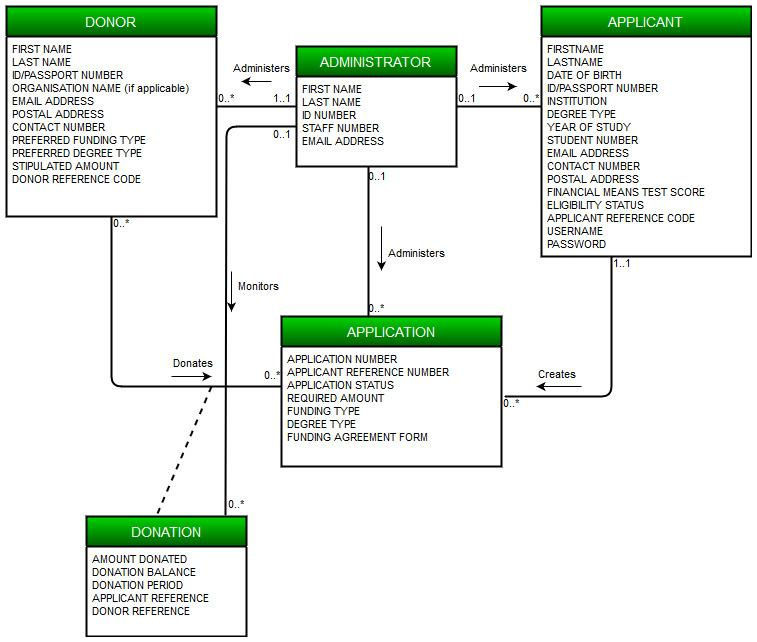 DONOR
FIRST NAME
LAST NAME
ID/PASSPORT NUMBER
ORGANISATION NAME (if applicable)
EMAIL ADDRESS
POSTAL ADDRESS
CONTACT NUMBER
PREFERRED FUNDING TYPE
PREFERRED DEGREE TYPE
STIPULATED AMOUNT
DONOR REFERENCE CODE
0..*
Administers
0..*
1..1
ADMINISTRATOR
FIRST NAME
LAST NAME
ID NUMBER
STAFF NUMBER
EMAIL ADDRESS
0..1
0..1
Administers
0..1
0..*
APPLICANT
FIRSTNAME
LASTNAME
DATE OF BIRTH
ID/PASSPORT NUMBER
INSTITUTION
DEGREE TYPE
YEAR OF STUDY
STUDENT NUMBER
EMAIL ADDRESS
CONTACT NUMBER
POSTAL ADDRESS
FINANCIAL MEANS TEST SCORE
ELIGIBILITY STATUS
APPLICANT REFERENCE CODE
USERNAME
PASSWORD
1..1
Administers
Monitors
0..*
APPLICATION
APPLICATION NUMBER
APPLICANT REFERENCE NUMBER
APPLICATION STATUS
REQUIRED AMOUNT
FUNDING TYPE
DEGREE TYPE
FUNDING AGREEMENT FORM
Donates
0..*
Creates
0..*
0..*
DONATION
AMOUNT DONATED
DONATION BALANCE
DONATION PERIOD
APPLICANT REFERENCE
DONOR REFERENCE